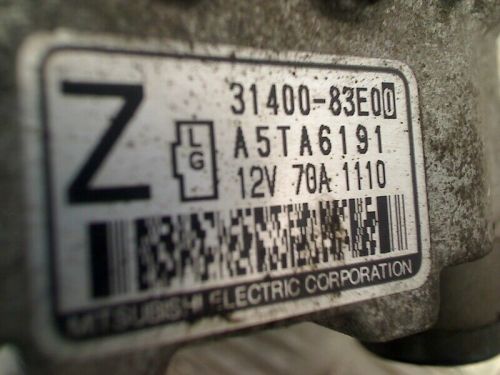 Z
31400-83E00
L
G
A5TA6191
12V 70A 1110
MITSUBISHI ELECTRIC CORPORATION